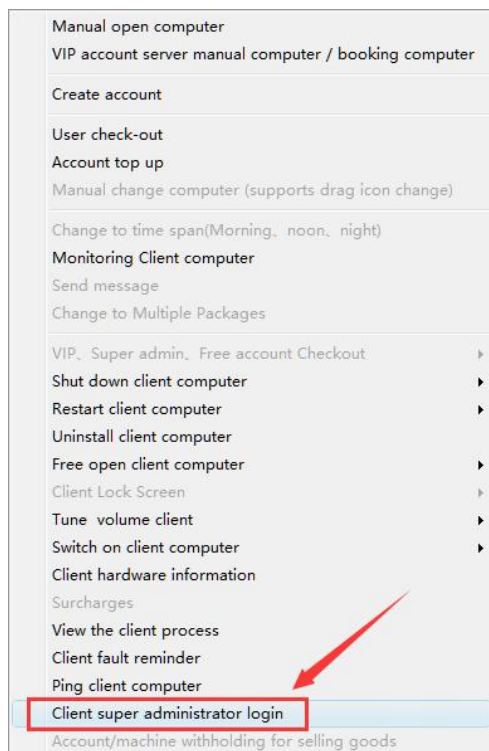 Manual open computer
VIP account server manual computer / booking computer
Create account
User check-out
Account top up
Manual change computer (supports drag icon change)
Change to time span(Morning、noon、night)
Monitoring Client computer
Send message
Change to Multiple Packages
VIP、Super admin、Free account Checkout
Shut down client computer
Restart client computer
Uninstall client computer
Free open client computer
Client Lock Screen
Tune  volume client
Switch on client computer
Client hardware information
Surcharges
View the client process
Client fault reminder
Ping client computer
Client super administrator login
Account/machine withholding for selling goods